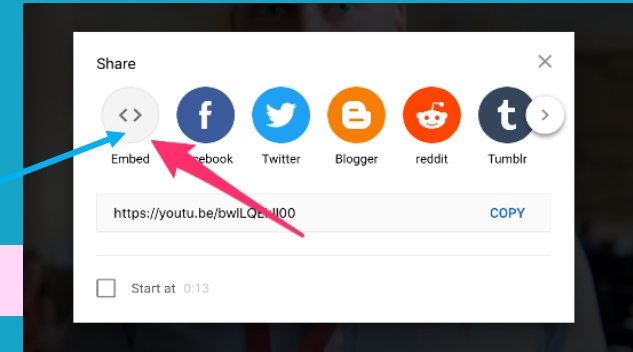 Share
Embed
Twitter
Blogger
reddit
Tumblr
COPY
Start at 0:13